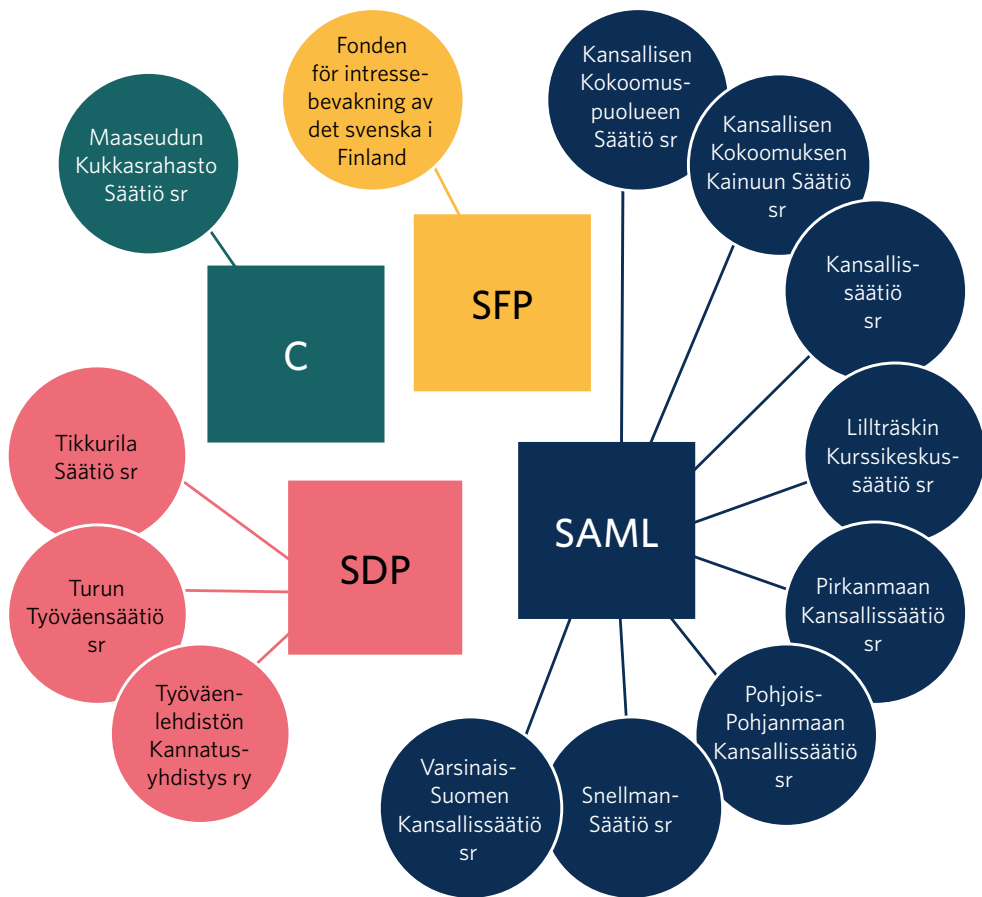 Fonden
för intresse-
bevakning av
det svenska i
Finland
Kansallisen
Kokoomus-
puolueen
Säätiö sr
Maaseudun
Kukkasrahasto
Säätiö sr
Kansallisen
Kokoomuksen
Kainuun Säätiö
sr
Kansallis-
säätiö
sr
SFP
C
Tikkurila
Säätiö sr
Lillträskin
Kurssikeskus-
säätiö sr
SAML
SDP
Turun
Työväensäätiö
sr
Pirkanmaan
Kansallissäätiö
sr
Työväen-
lehdistön
Kannatus-
yhdistys ry
Pohjois-
Pohjanmaan
Kansallissäätiö
sr
Varsinais-
Suomen
Kansallissäätiö
sr
Snellman-
Säätiö sr